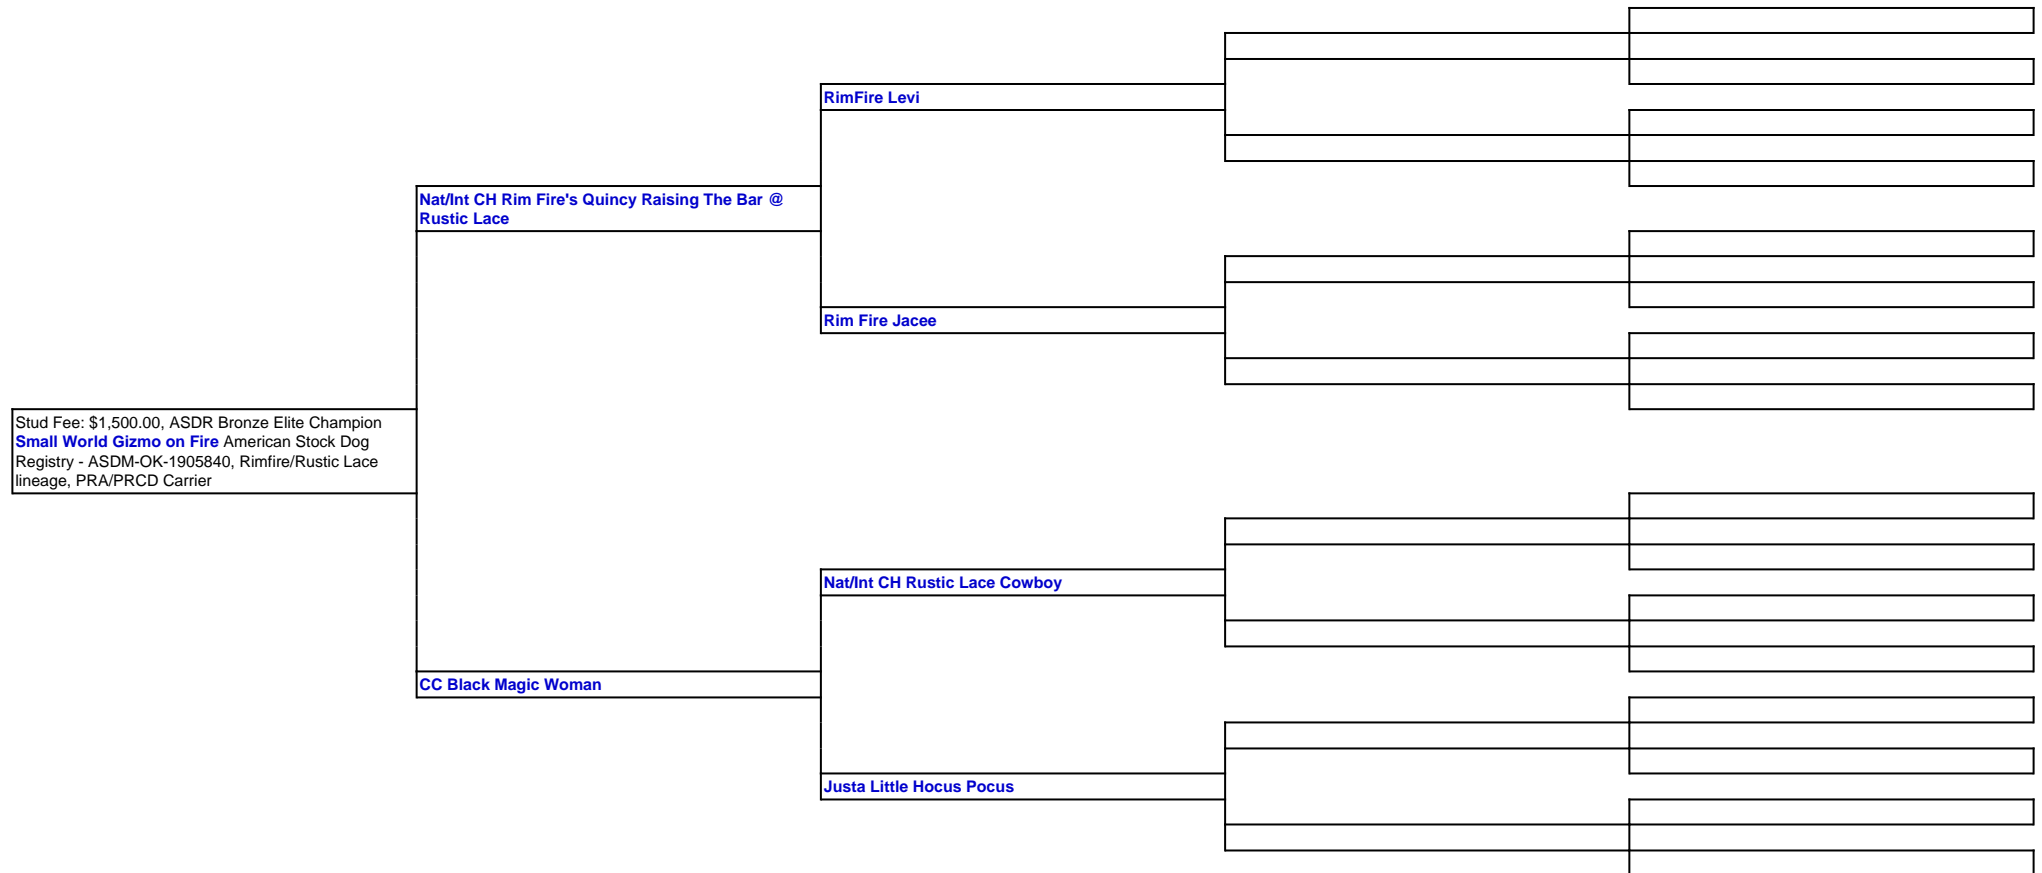 RimFire Levi
Nat/Int CH Rim Fire's Quincy Raising The Bar @
Rustic Lace
Rim Fire Jacee
Stud Fee: $1,500.00, ASDR Bronze Elite Champion
Small World Gizmo on Fire American Stock Dog
Registry - ASDM-OK-1905840, Rimfire/Rustic Lace
lineage, PRA/PRCD Carrier
Nat/Int CH Rustic Lace Cowboy
CC Black Magic Woman
Justa Little Hocus Pocus